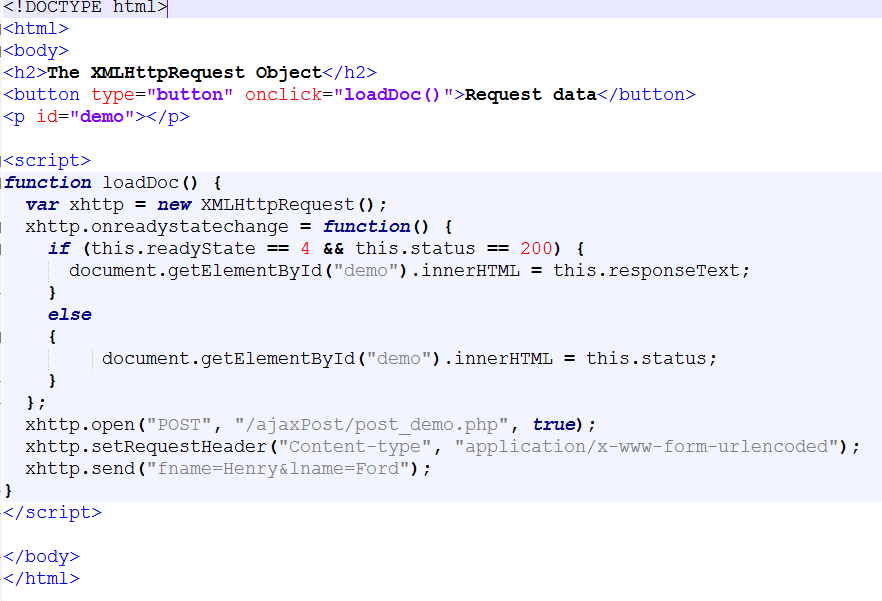 <!DOCTYPE html>
<html>
<body>
<h2>The XMLHttpRequest Object</h2>
<button type="button" onclick="loadDoc()">Request data</button>
<p id="demo"></p>

<script>
function loadDoc() {
  var xhttp = new XMLHttpRequest();
  xhttp.onreadystatechange = function() {
    if (this.readyState == 4 && this.status == 200) {
      document.getElementById("demo").innerHTML = this.responseText;
    }
    else
    {
         document.getElementById("demo").innerHTML = this.status;
    }
  };
  xhttp.open("POST", "/ajaxPost/post_demo.php", true);
  xhttp.setRequestHeader("Content-type", "application/x-www-form-urlencoded");
  xhttp.send("fname=Henry&lname=Ford");
}
</script>

</body>
</html>